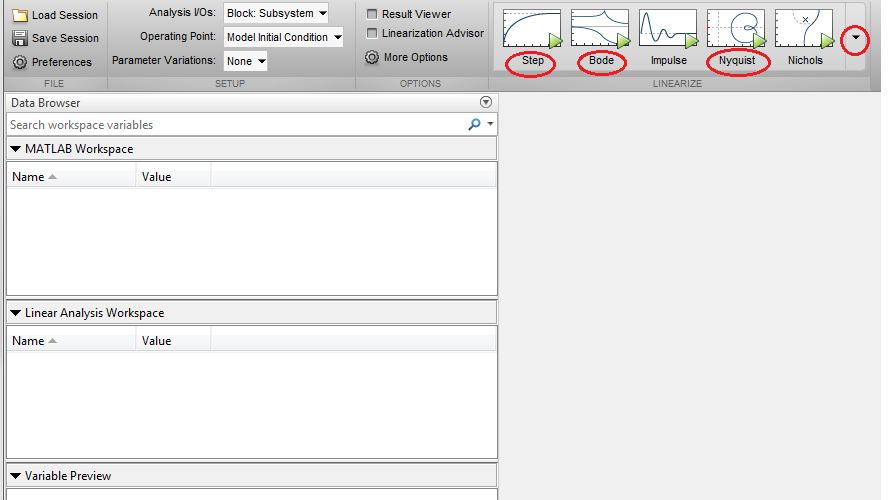 Load Session
Save Session
Preferences
FILE
Analysis I/Os: Block: Subsystem
Operating Point: Model Initial Condition
Parameter Variations: None
SETUP
Result Viewer
Linearization Advisor
More Options
OPTIONS
Step Bode Impulse Nyquist Nichols
LINEARIZE
Data Browser
Search workspace variables
MATLAB Workspace
Name Value
Linear Analysis Workspace
Name Value
Variable Preview